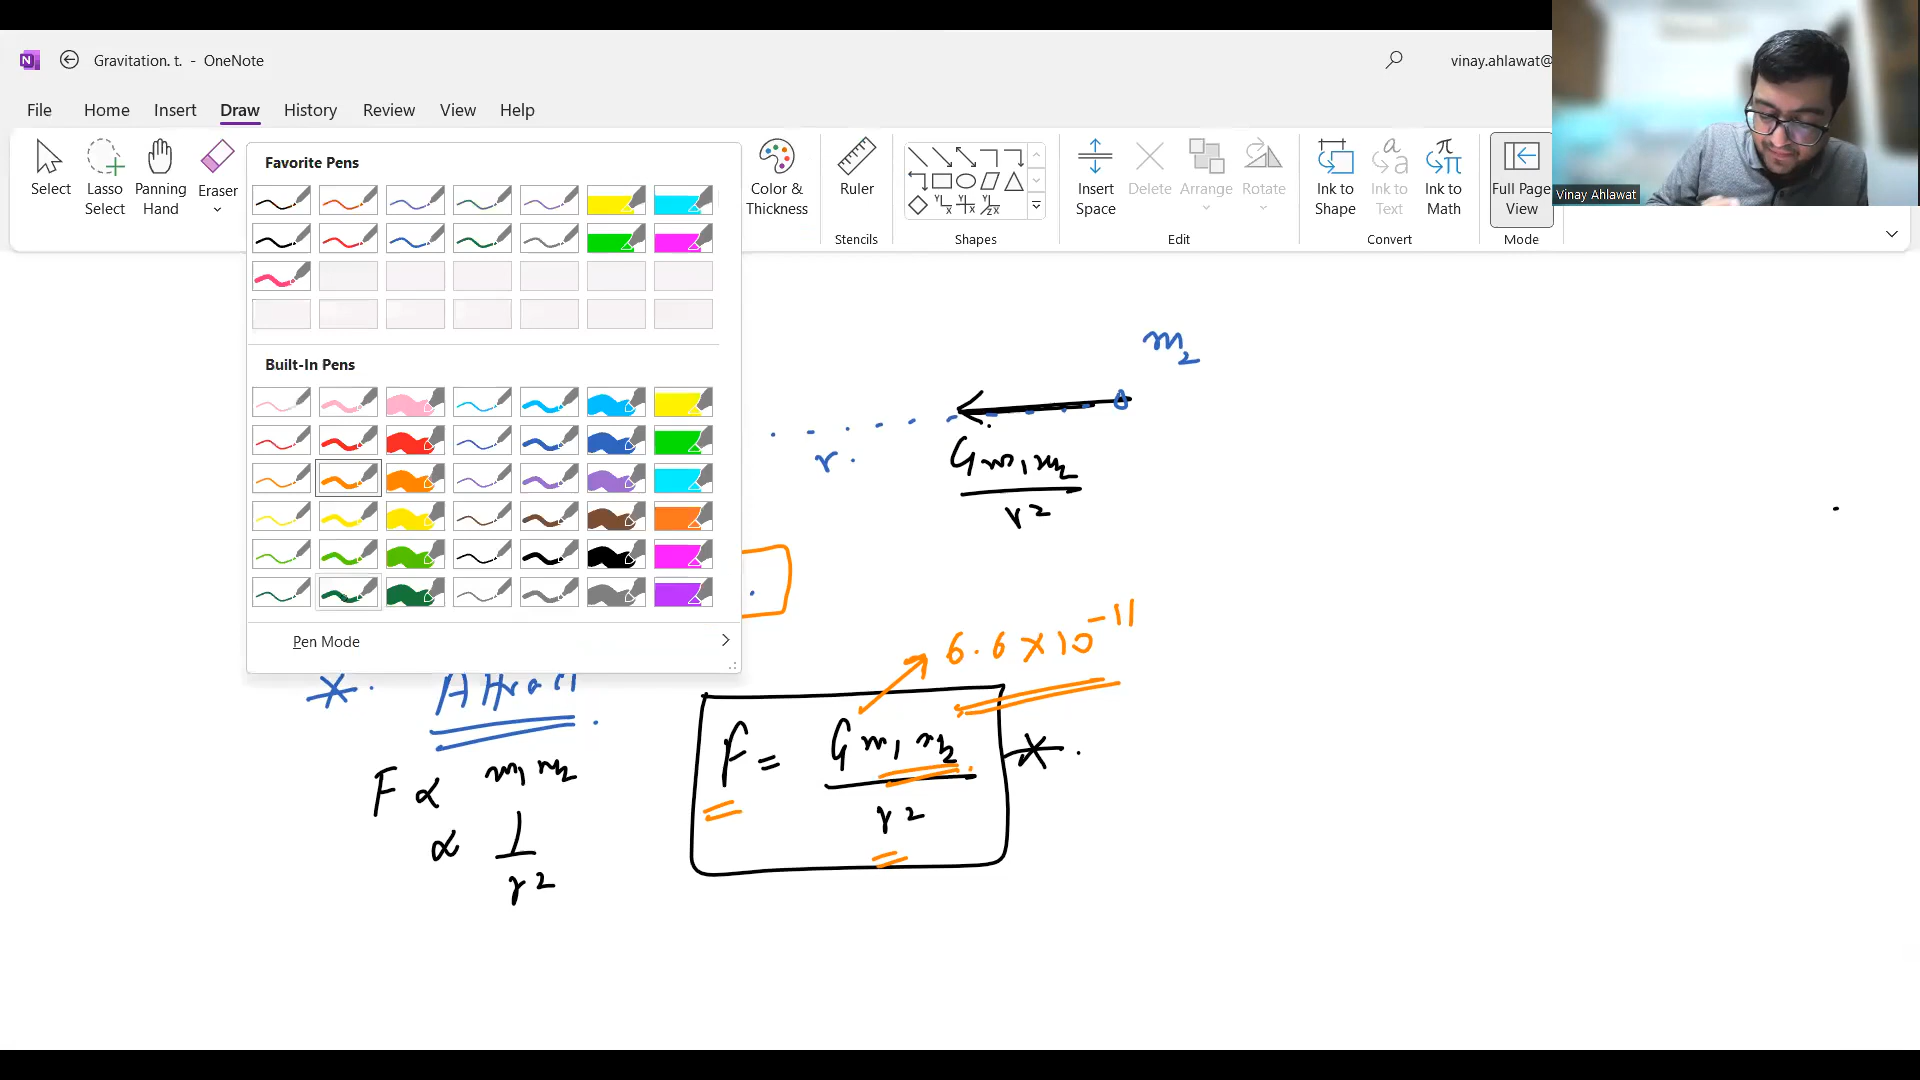 Gravitation. t. - OneNote
vinay.ahlawat@
File Home Insert Draw History Review View Help
Select
Lasso Select
Panning Hand
Eraser
Color & Thickness
Ruler
Insert Space
Delete
Arrange
Rotate
Ink to Shape
Ink to Text
Ink to Math
Full Page View
Stencils
Shapes
Edit
Convert
Mode
Vinay Ahlawat
Favorite Pens
Built-In Pens
Pen Mode
m₂
r.
Gm₁m₂
r²
6.6 × 10⁻¹¹
*. Attract
F = Gm₁m₂
r²
*.
F ∝ m₁m₂
∝ 1
r²